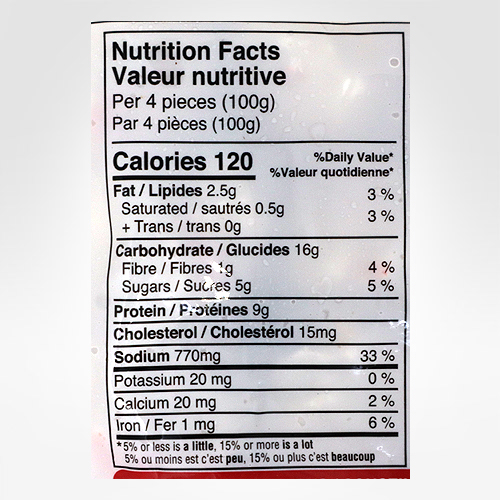 Nutrition Facts
Valeur nutritive
Per 4 pieces (100g)
Par 4 pièces (100g)
Calories 120
%Daily Value*
%Valeur quotidienne*
Fat / Lipides 2.5g 3 %
Saturated / sautrés 0.5g
+ Trans / trans 0g 3 %
Carbohydrate / Glucides 16g
Fibre / Fibres 1g 4 %
Sugars / Sucres 5g 5 %
Protein / Protéines 9g
Cholesterol / Cholestérol 15mg
Sodium 770mg 33 %
Potassium 20 mg 0 %
Calcium 20 mg 2 %
Iron / Fer 1 mg 6 %
*5% or less is a little, 15% or more is a lot
5% ou moins est c'est peu, 15% ou plus c'est beaucoup